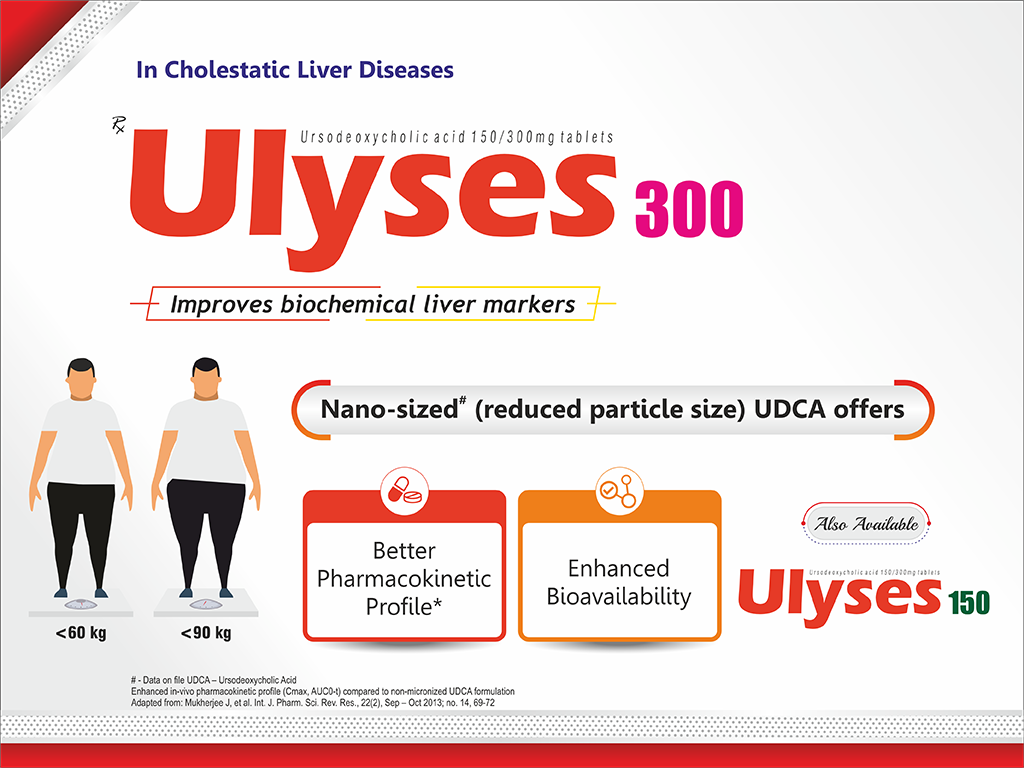 In Cholestatic Liver Diseases
Rx
Ursodeoxycholic acid 150/300mg tablets
Ulyses 300
Improves biochemical liver markers
Nano-sized# (reduced particle size) UDCA offers
Better
Pharmacokinetic
Profile*
Enhanced
Bioavailability
Also Available
Ursodeoxycholic acid 150/300mg tablets
Ulyses 150
<60 kg
<90 kg
# - Data on file UDCA – Ursodeoxycholic Acid
Enhanced in-vivo pharmacokinetic profile (Cmax, AUC0-t) compared to non-micronized UDCA formulation
Adapted from: Mukherjee J, et al. Int. J. Pharm. Sci. Rev. Res., 22(2), Sep – Oct 2013; no. 14, 69-72